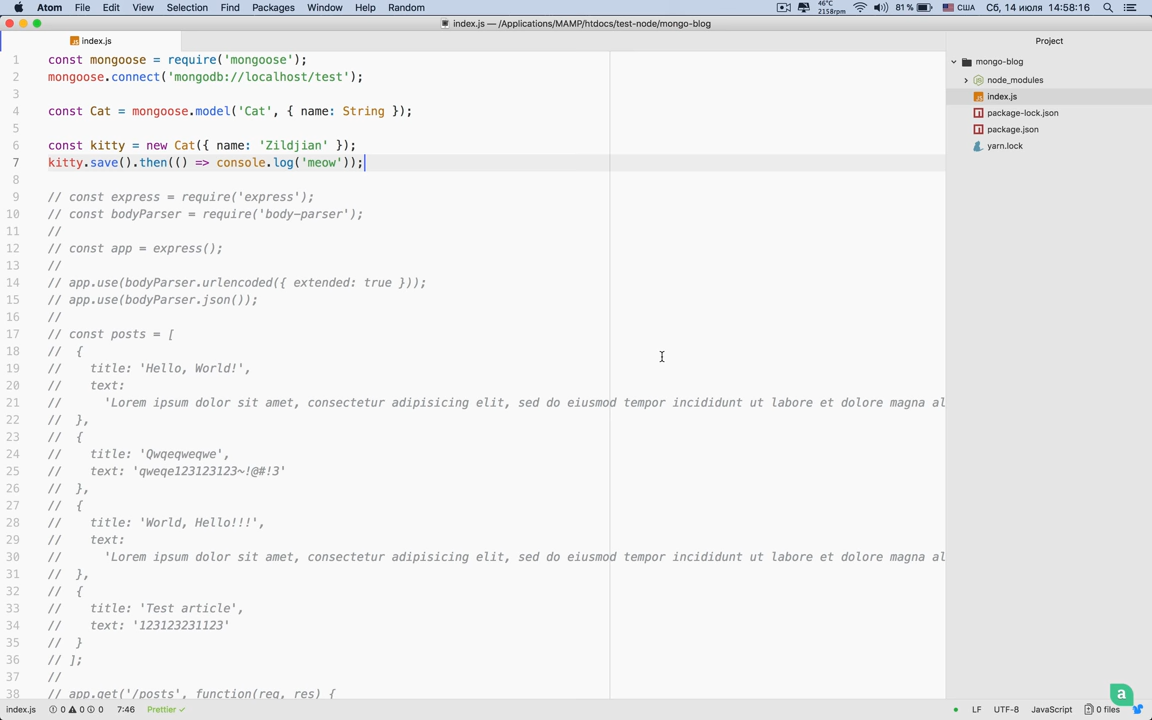 Atom File Edit View Selection Find Packages Window Help Random 46°C 2158rpm 81 % США Сб, 14 июля 14:58:16
index.js — /Applications/MAMP/htdocs/test-node/mongo-blog
index.js
Project
1 const mongoose = require('mongoose');
2 mongoose.connect('mongodb://localhost/test');
3
4 const Cat = mongoose.model('Cat', { name: String });
5
6 const kitty = new Cat({ name: 'Zildjian' });
7 kitty.save().then(() => console.log('meow'));
8
9 // const express = require('express');
10 // const bodyParser = require('body-parser');
11 //
12 // const app = express();
13 //
14 // app.use(bodyParser.urlencoded({ extended: true }));
15 // app.use(bodyParser.json());
16 //
17 // const posts = [
18 //  {
19 //    title: 'Hello, World!',
20 //    text:
21 //      'Lorem ipsum dolor sit amet, consectetur adipisicing elit, sed do eiusmod tempor incididunt ut labore et dolore magna al
22 //  },
23 //  {
24 //    title: 'Qwqeqweqwe',
25 //    text: 'qweqe123123123~!@#!3'
26 //  },
27 //  {
28 //    title: 'World, Hello!!!',
29 //    text:
30 //      'Lorem ipsum dolor sit amet, consectetur adipisicing elit, sed do eiusmod tempor incididunt ut labore et dolore magna al
31 //  },
32 //  {
33 //    title: 'Test article',
34 //    text: '123123231123'
35 //  }
36 // ];
37 //
38 // app.get('/posts', function(req, res) {
mongo-blog
node_modules
index.js
package-lock.json
package.json
yarn.lock
a
index.js 0 0 0 7:46 Prettier LF UTF-8 JavaScript 0 files